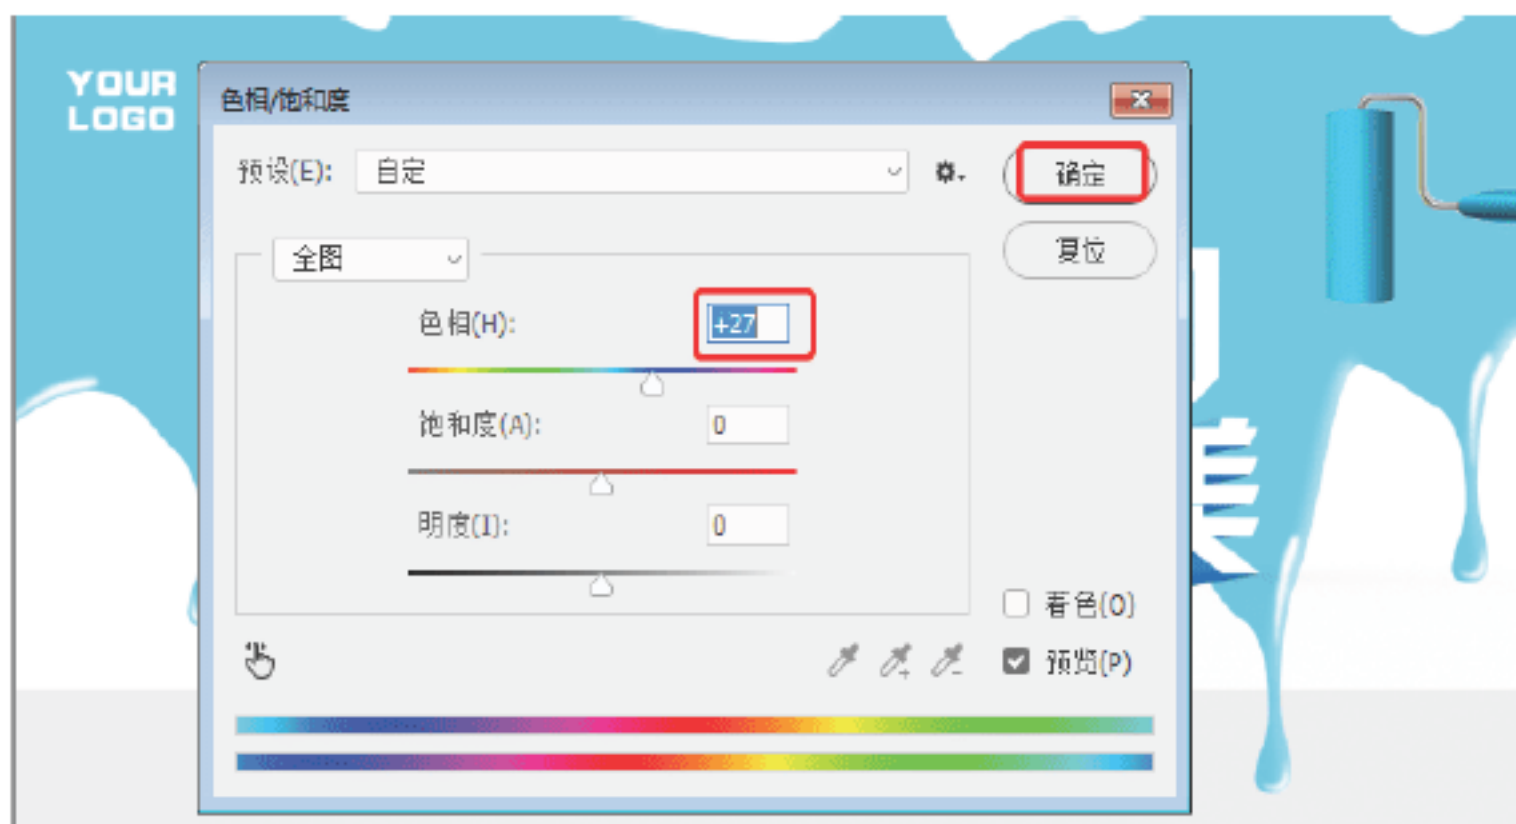 YOUR
LOGO
色相/饱和度
预设(E): 自定
确定
复位
全图
色相(H): +27
饱和度(A): 0
明度(I): 0
着色(O)
预览(P)